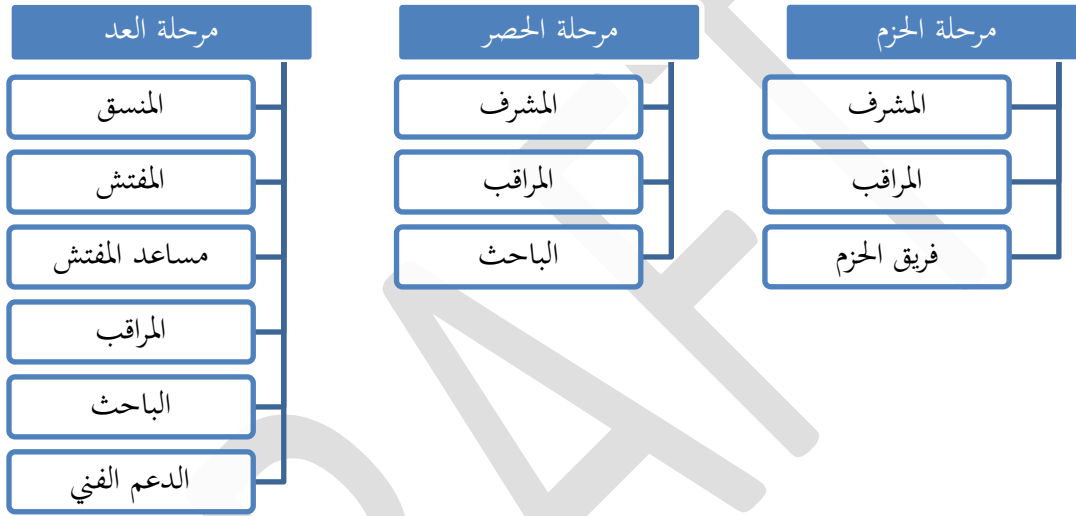 مرحلة الحزم
المشرف
المراقب
فريق الحزم
مرحلة الحصر
المشرف
المراقب
الباحث
مرحلة العد
المنسق
المفتش
مساعد المفتش
المراقب
الباحث
الدعم الفني